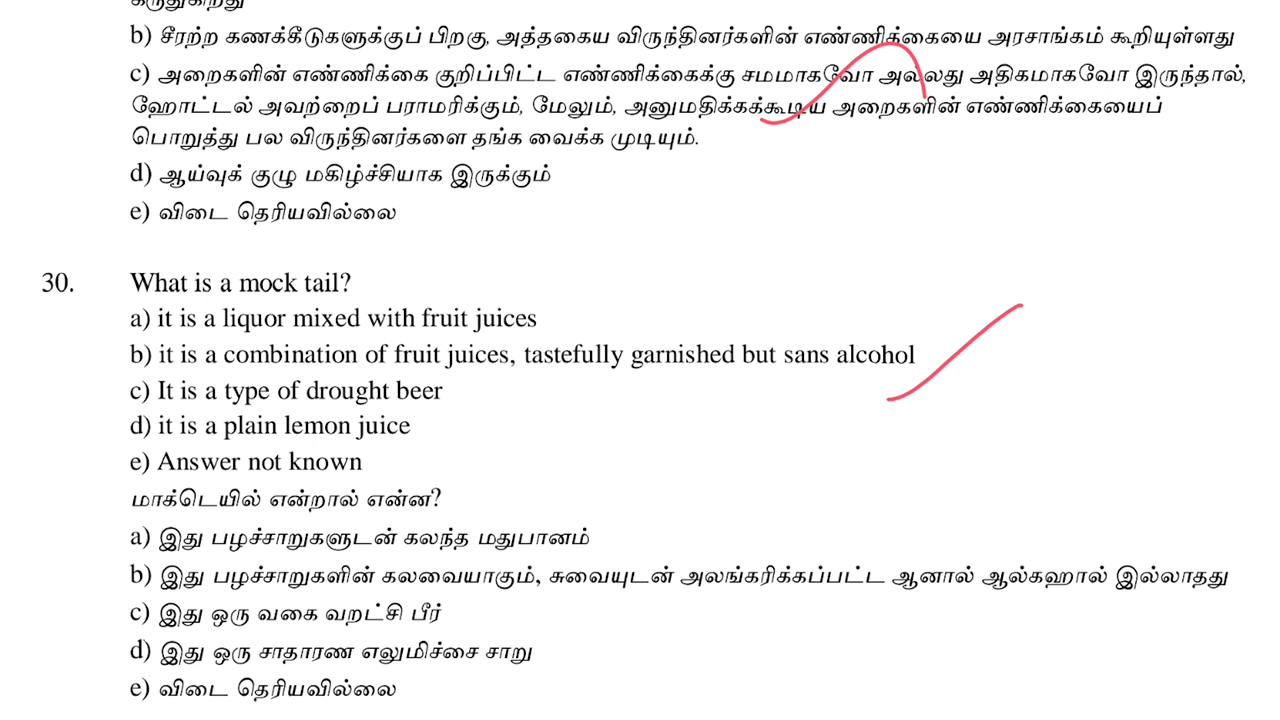 b) சீரற்ற கணக்கீடுகளுக்குப் பிறகு, அத்தகைய விருந்தினர்களின் எண்ணிக்கையை அரசாங்கம் கூறியுள்ளது
c) அறைகளின் எண்ணிக்கை குறிப்பிட்ட எண்ணிக்கைக்கு சமமாகவோ அல்லது அதிகமாகவோ இருந்தால்,
ஹோட்டல் அவற்றைப் பராமரிக்கும், மேலும், அனுமதிக்கக்கூடிய அறைகளின் எண்ணிக்கையைப்
பொறுத்து பல விருந்தினர்களை தங்க வைக்க முடியும்.
d) ஆய்வுக் குழு மகிழ்ச்சியாக இருக்கும்
e) விடை தெரியவில்லை
30. What is a mock tail?
a) it is a liquor mixed with fruit juices
b) it is a combination of fruit juices, tastefully garnished but sans alcohol
c) It is a type of drought beer
d) it is a plain lemon juice
e) Answer not known
மாக்டெயில் என்றால் என்ன?
a) இது பழச்சாறுகளுடன் கலந்த மதுபானம்
b) இது பழச்சாறுகளின் கலவையாகும், சுவையுடன் அலங்கரிக்கப்பட்ட ஆனால் ஆல்கஹால் இல்லாதது
c) இது ஒரு வகை வறட்சி பீர்
d) இது ஒரு சாதாரண எலுமிச்சை சாறு
e) விடை தெரியவில்லை